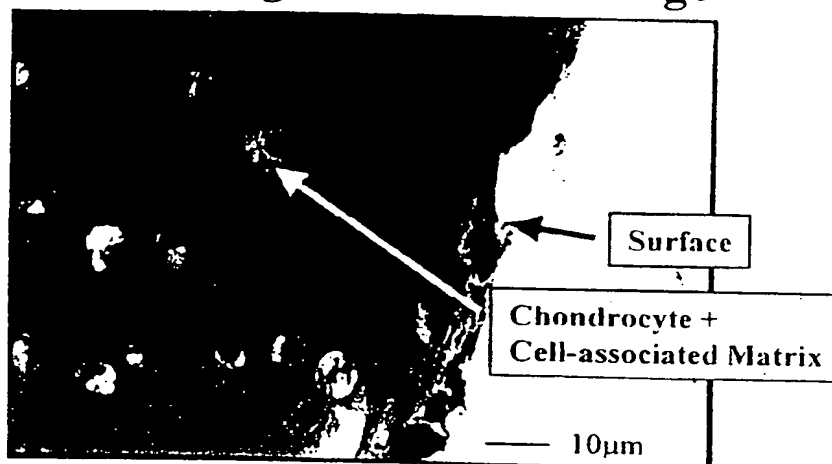 Surface
Chondrocyte +
Cell-associated Matrix
10μm